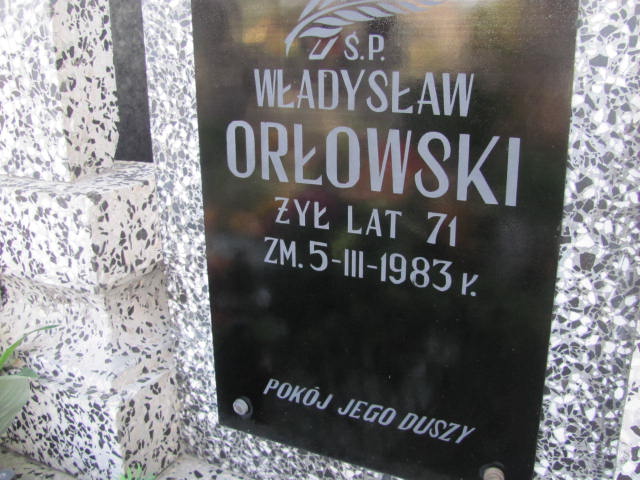 Ś.P.
WŁADYSŁAW
ORŁOWSKI
ŻYŁ LAT 71
ZM. 5-III-1983 r.
POKÓJ JEGO DUSZY